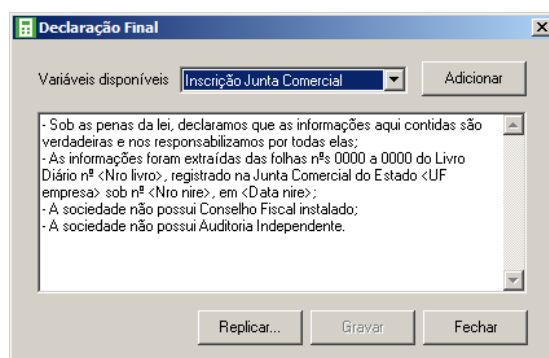 Declaração Final
Variáveis disponíveis Inscrição Junta Comercial Adicionar
- Sob as penas da lei, declaramos que as informações aqui contidas são
verdadeiras e nos responsabilizamos por todas elas;
- As informações foram extraídas das folhas nºs 0000 a 0000 do Livro
Diário nº <Nro livro>, registrado na Junta Comercial do Estado <UF
empresa> sob nº <Nro nire>, em <Data nire>;
- A sociedade não possui Conselho Fiscal instalado;
- A sociedade não possui Auditoria Independente.
Replicar... Gravar Fechar